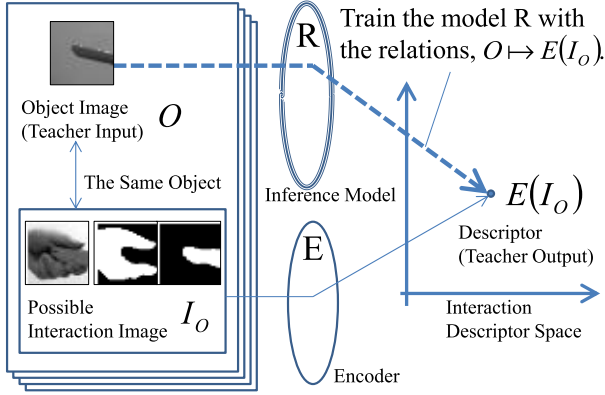 R
Train the model R with
the relations, O ↦ E(I_O).
Object Image
(Teacher Input)
O
The Same Object
Inference Model
E(I_O)
E
Descriptor
(Teacher Output)
Possible
Interaction Image
I_O
Interaction
Descriptor Space
Encoder